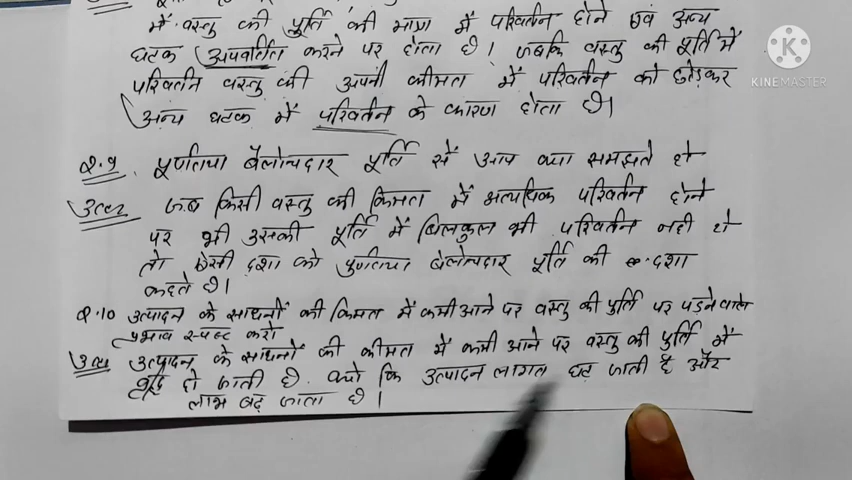 में वस्तु की पूर्ति की मात्रा में परिवर्तन होने एवं अन्य
घटक अपवर्तित करने पर होता है। जबकि वस्तु की पूर्ति में
परिवर्तन वस्तु की अपनी कीमत में परिवर्तन को छोड़कर
अन्य घटक में परिवर्तन के कारण होता है।
Q.9 पूर्णतया बेलोचदार पूर्ति से आप क्या समझते हो
उत्तर जब किसी वस्तु की किमत में अत्यधिक परिवर्तन होने
पर भी उसकी पूर्ति में बिलकुल भी परिवर्तन नही हो
तो ऐसी दशा को पुर्णतिया बेलोचदार पूर्ति की दशा
कहते है।
Q.10 उत्पादन के साधनों की किमत में कमी आने पर वस्तु की पुर्ति पर पड़ने वाले
प्रभाव स्पष्ट करो
उत्तर उत्पादन के साधनों की कीमत में कमी आने पर वस्तु की पुर्ति में
वृद्धि हो जाती है. क्यो कि उत्पादन लागत घट जाती है और
लाभ बढ़ जाता है।
KINEMASTER